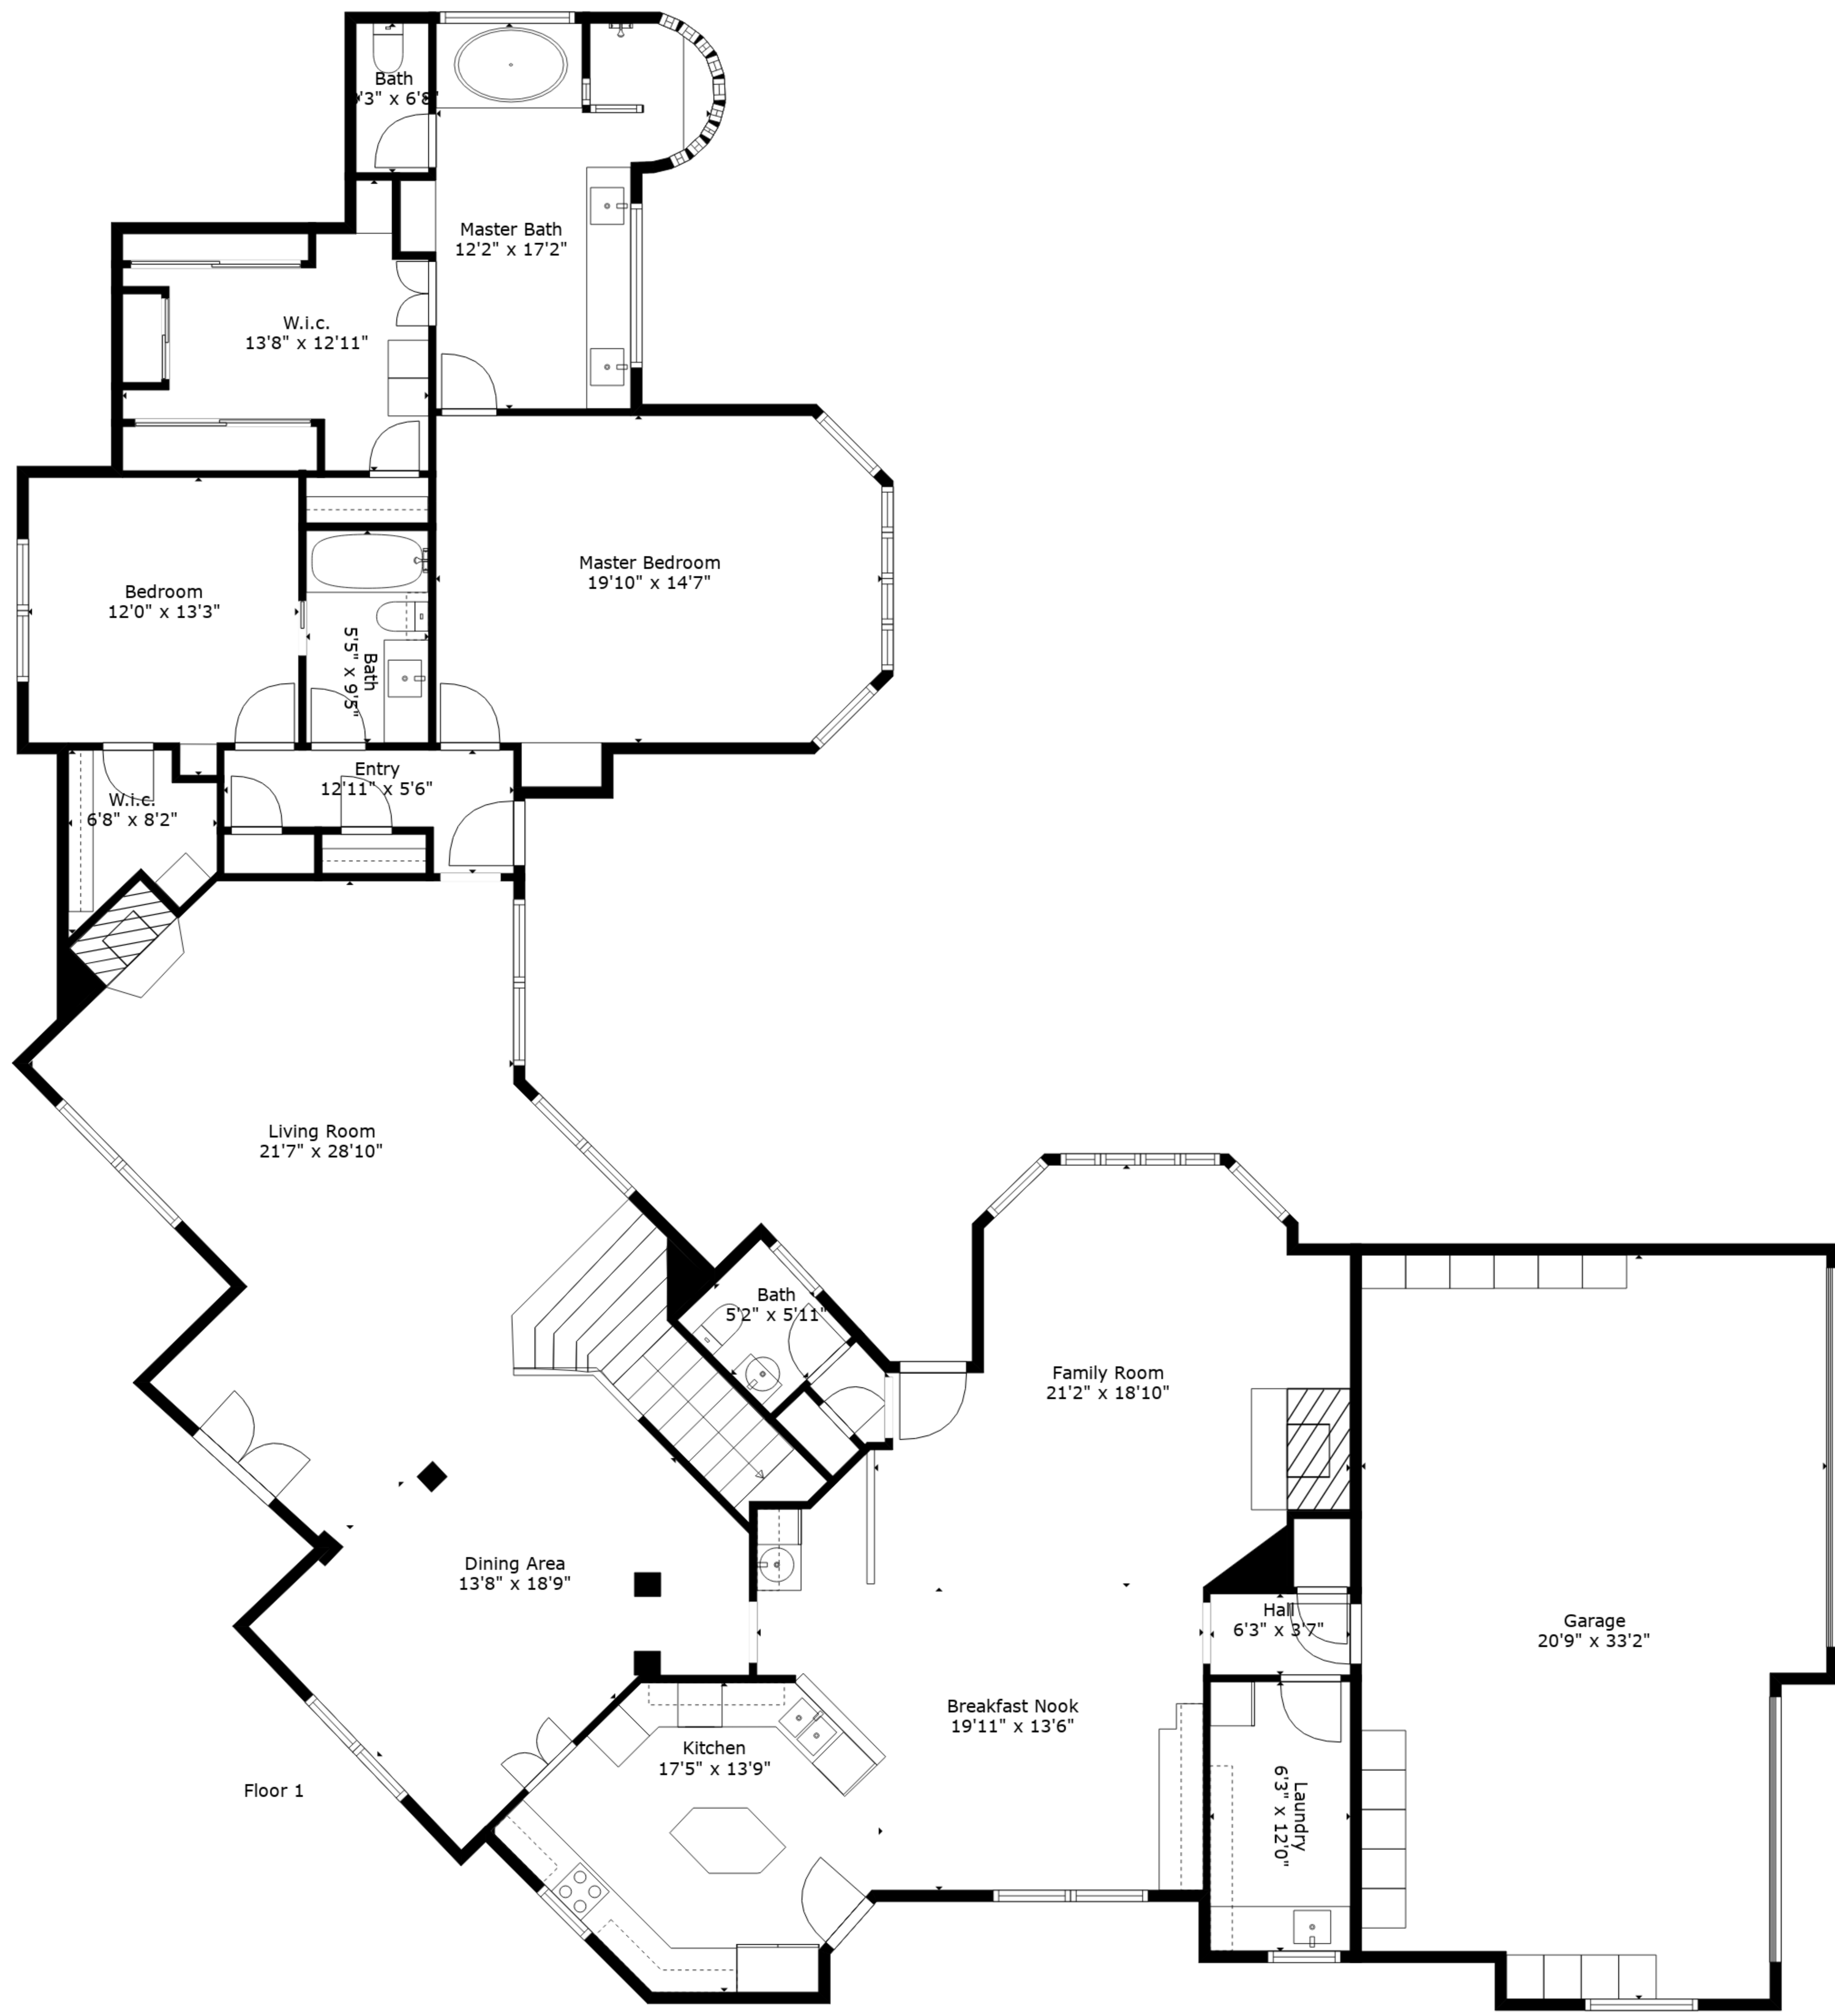 Bath
'3" x 6'8"
Master Bath
12'2" x 17'2"
W.i.c.
13'8" x 12'11"
Master Bedroom
19'10" x 14'7"
Bedroom
12'0" x 13'3"
Bath
5'5" x 9'5"
Entry
12'11" x 5'6"
W.i.c.
6'8" x 8'2"
Living Room
21'7" x 28'10"
Bath
5'2" x 5'11"
Family Room
21'2" x 18'10"
Dining Area
13'8" x 18'9"
Hall
6'3" x 3'7"
Garage
20'9" x 33'2"
Breakfast Nook
19'11" x 13'6"
Kitchen
17'5" x 13'9"
Laundry
6'3" x 12'0"
Floor 1